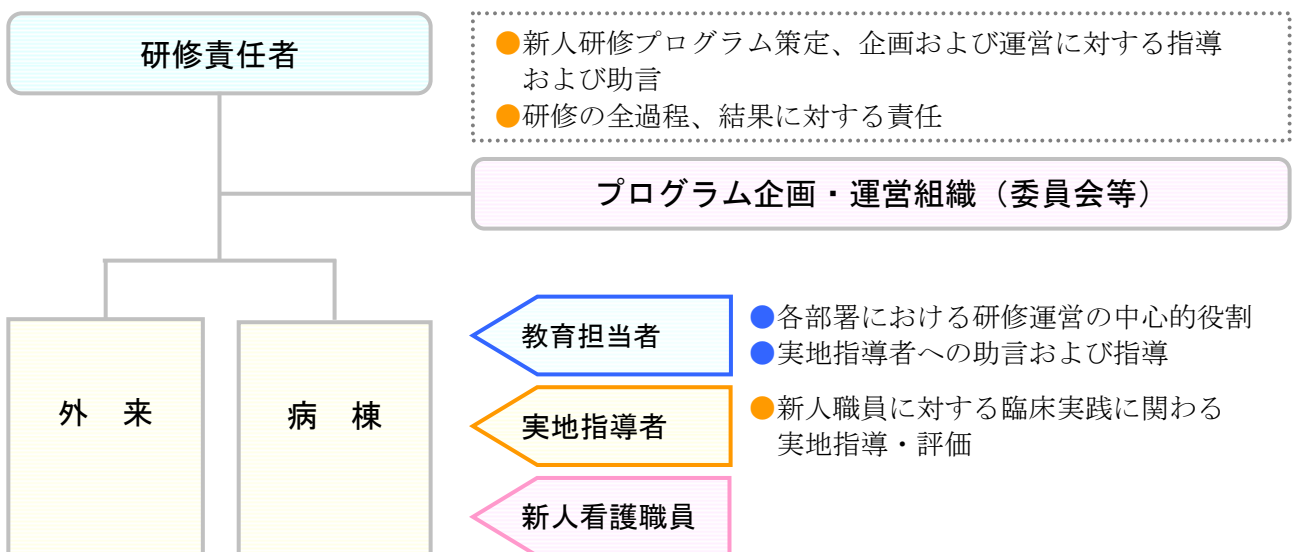 研修責任者
●新人研修プログラム策定、企画および運営に対する指導
および助言
●研修の全過程、結果に対する責任
プログラム企画・運営組織（委員会等）
外　来
病　棟
教育担当者
●各部署における研修運営の中心的役割
●実地指導者への助言および指導
実地指導者
●新人職員に対する臨床実践に関わる
実地指導・評価
新人看護職員